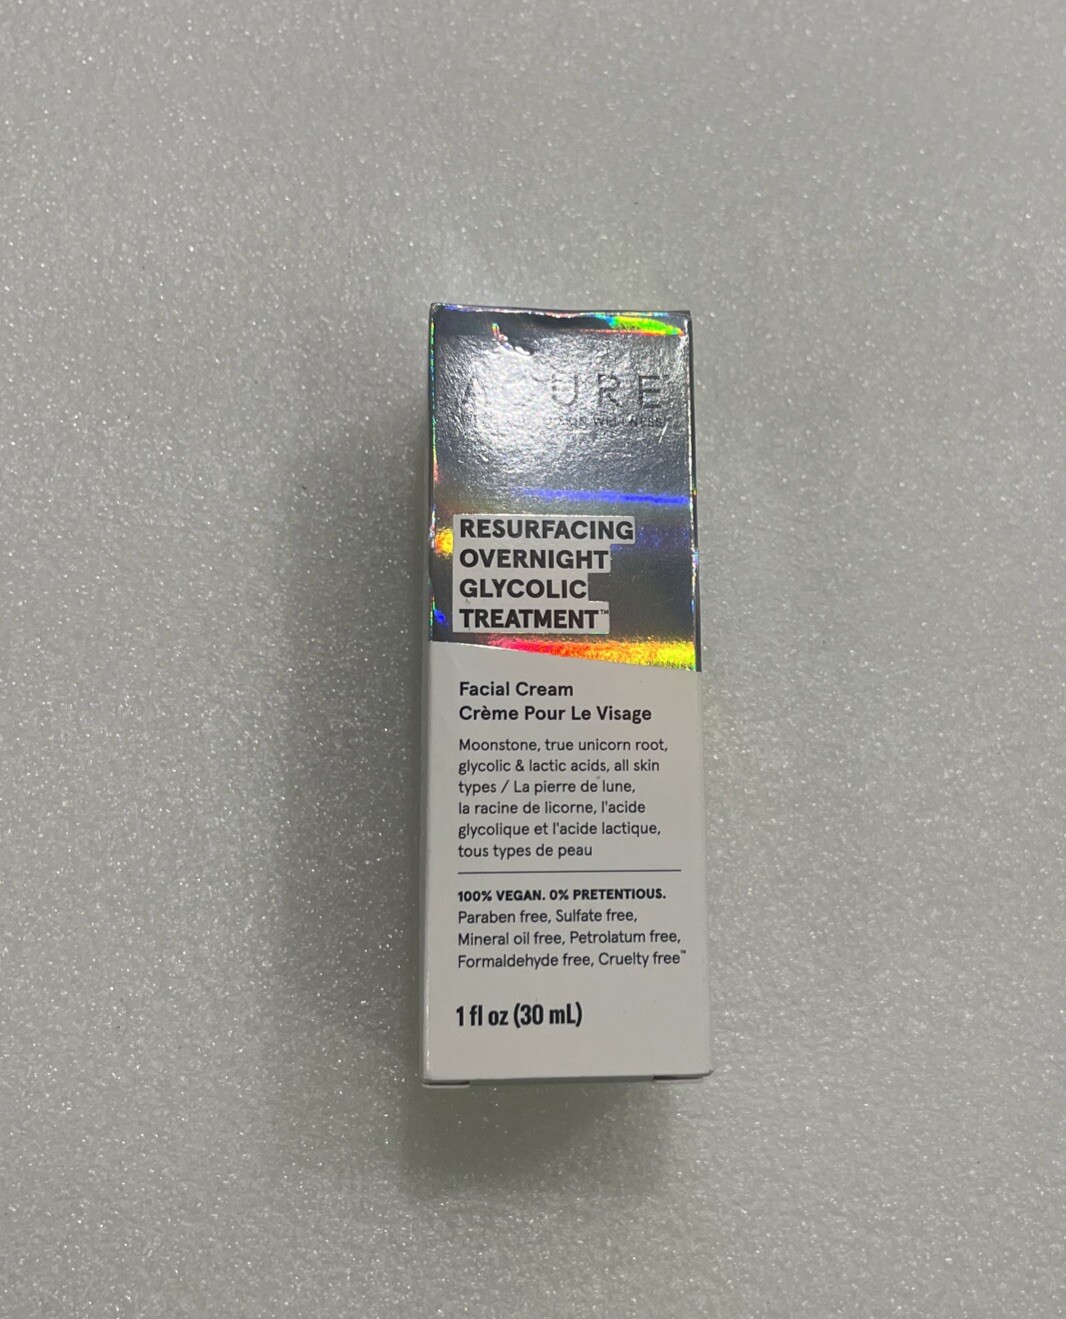 ACURE
RESURFACING
OVERNIGHT
GLYCOLIC
TREATMENT™
Facial Cream
Crème Pour Le Visage
Moonstone, true unicorn root,
glycolic & lactic acids, all skin
types / La pierre de lune,
la racine de licorne, l'acide
glycolique et l'acide lactique,
tous types de peau
100% VEGAN. 0% PRETENTIOUS.
Paraben free, Sulfate free,
Mineral oil free, Petrolatum free,
Formaldehyde free, Cruelty free™
1 fl oz (30 mL)